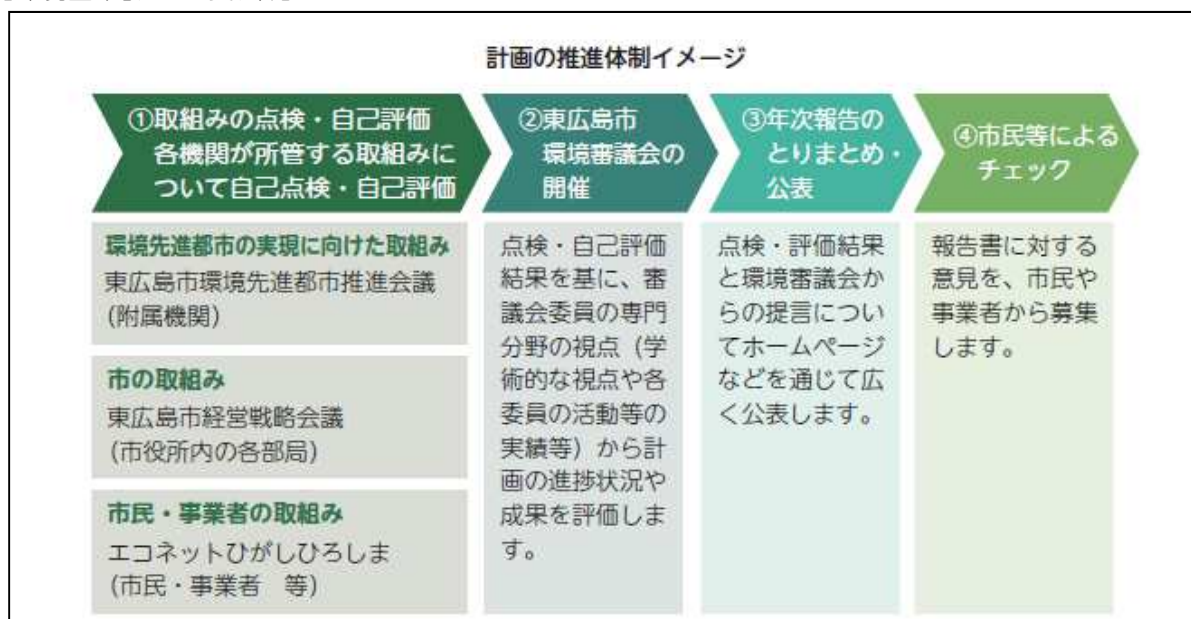 計画の推進体制イメージ
①取組みの点検・自己評価
各機関が所管する取組みに
ついて自己点検・自己評価
環境先進都市の実現に向けた取組み
東広島市環境先進都市推進会議
(附属機関)
市の取組み
東広島市経営戦略会議
(市役所内の各部局)
市民・事業者の取組み
エコネットひがしひろしま
(市民・事業者 等)
②東広島市
環境審議会の
開催
点検・自己評価
結果を基に、審
議会委員の専門
分野の視点(学
術的な視点や各
委員の活動等の
実績等)から計
画の進捗状況や
成果を評価しま
す。
③年次報告の
とりまとめ・
公表
点検・評価結果
と環境審議会か
らの提言につい
てホームページ
などを通じて広
く公表します。
④市民等による
チェック
報告書に対する
意見を、市民や
事業者から募集
します。